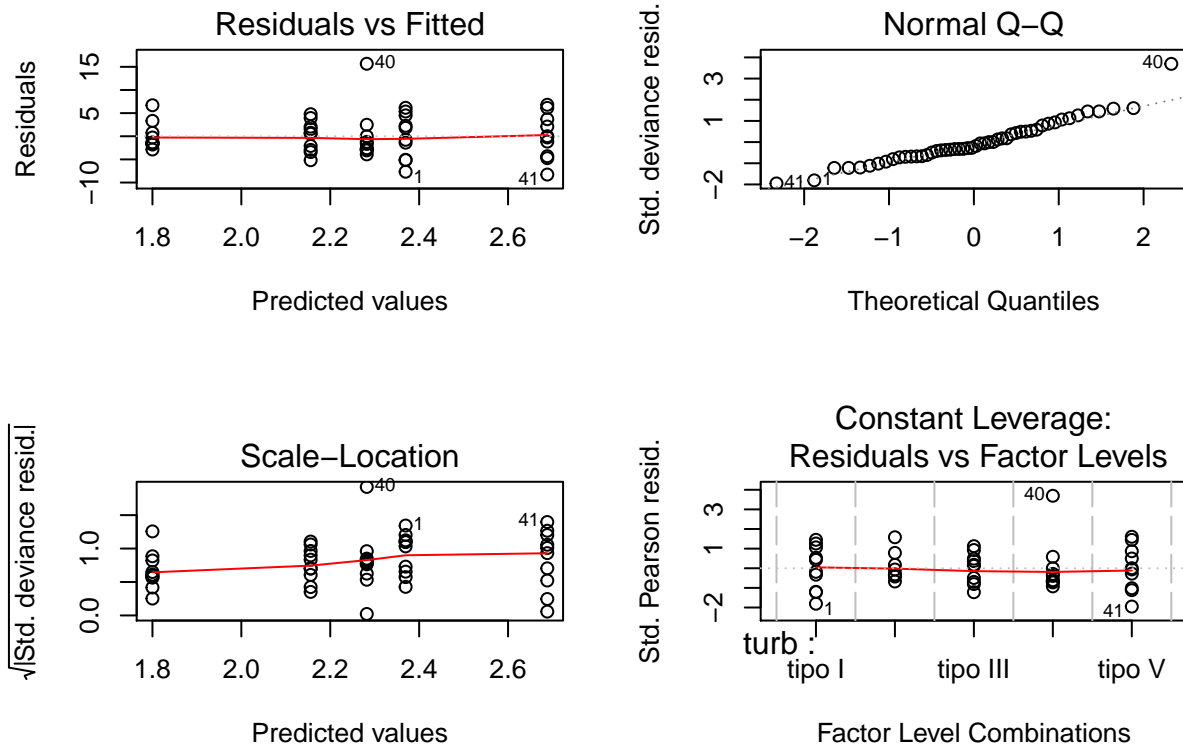 Residuals vs Fitted
Residuals
15
5
−10
40
1
41
1.8
2.0
2.2
2.4
2.6
Predicted values
Normal Q−Q
Std. deviance resid.
3
1
−2
40
41
1
−2
−1
0
1
2
Theoretical Quantiles
Scale−Location
√|Std. deviance resid.|
1.0
0.0
40
1
41
1.8
2.0
2.2
2.4
2.6
Predicted values
Constant Leverage:
Residuals vs Factor Levels
Std. Pearson resid.
3
1
−2
40
1
41
turb :
tipo I
tipo III
tipo V
Factor Level Combinations